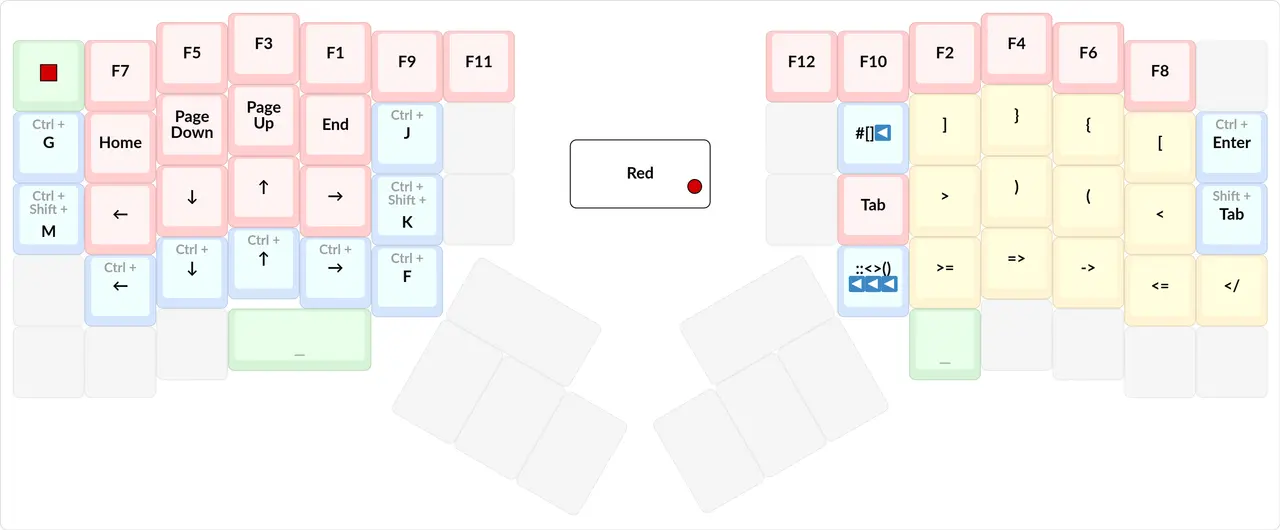 F7
F5
F3
F1
F9
F11
F12
F10
F2
F4
F6
F8
Ctrl +
G
Home
Page
Down
Page
Up
End
Ctrl +
J
#[]◀
]
}
{
[
Ctrl +
Enter
Red
Ctrl +
Shift +
M
←
↓
↑
→
Ctrl +
Shift +
K
Tab
>
)
(
<
Shift +
Tab
Ctrl +
←
Ctrl +
↓
Ctrl +
↑
Ctrl +
→
Ctrl +
F
::<>()
◀◀◀
>=
=>
->
<=
</
_
_